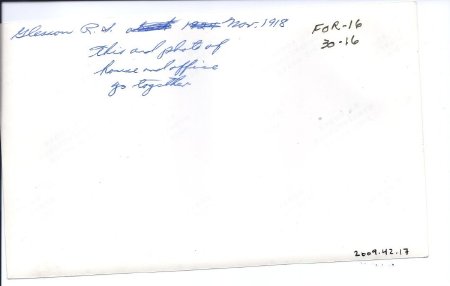 Gleason R.S. Nov. 1918
this and photo of
house and office
go together
FOR-16
30-16
2009.42.17